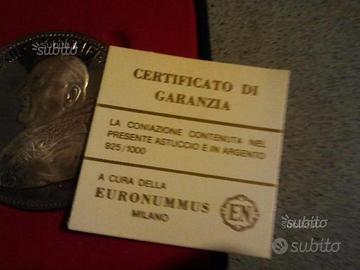 subito
CERTIFICATO DI
GARANZIA
LA CONIAZIONE CONTENUTA NEL
PRESENTE ASTUCCIO E IN ARGENTO
925/1000
A CURA DELLA
EURONUMMUS
MILANO
EN
subito
subito